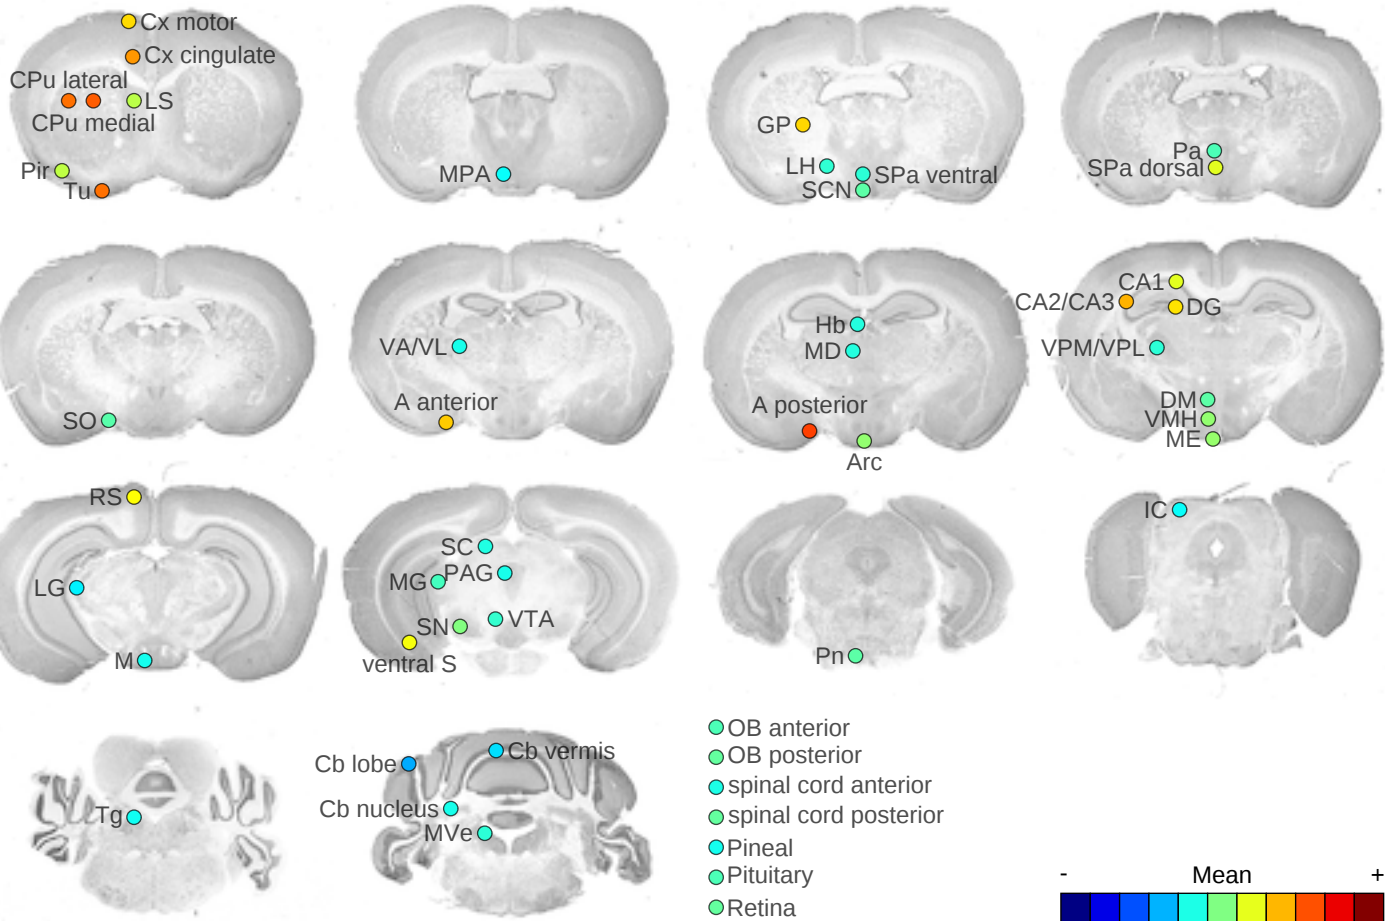 Cx motor
Cx cingulate
CPu lateral
LS
CPu medial
Pir
Tu
MPA
GP
LH
SPa ventral
SCN
Pa
SPa dorsal
SO
VA/VL
A anterior
Hb
MD
A posterior
Arc
CA1
CA2/CA3
DG
VPM/VPL
DM
VMH
ME
RS
LG
M
SC
MG
PAG
SN
VTA
ventral S
Pn
IC
Tg
Cb lobe
Cb vermis
Cb nucleus
MVe
OB anterior
OB posterior
spinal cord anterior
spinal cord posterior
Pineal
Pituitary
Retina
- Mean +